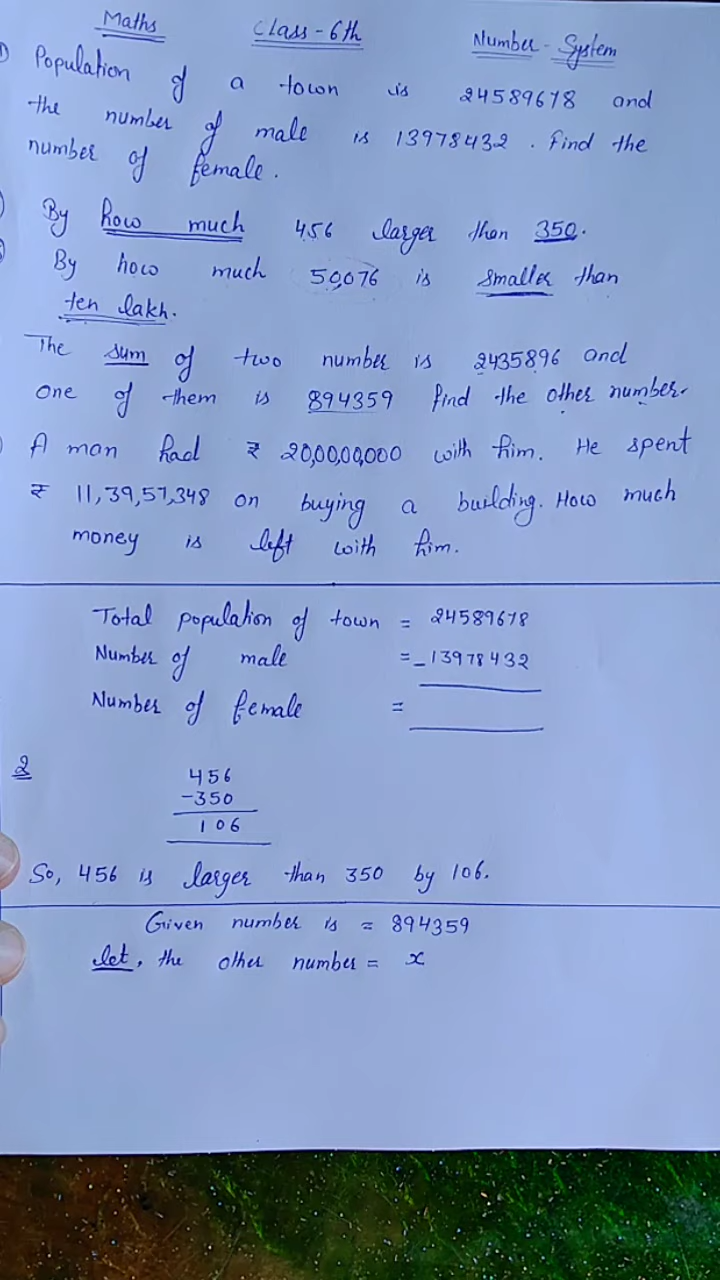 Maths Class-6th Number-System
Population of a town is 24589678 and
the number of male is 13978432. Find the
number of female.
By how much 456 larger than 350.
By how much 50,076 is smaller than
ten lakh.
The sum of two number is 2435896 and
one of them is 894359 find the other number.
A man had ₹ 20,00,00,000 with him. He spent
₹ 11,39,57,348 on buying a building. How much
money is left with him.
Total population of town = 24589678
Number of male = -13978432
Number of female =
2
456
-350
106
So, 456 is larger than 350 by 106.
Given number is = 894359
let, the other number = x